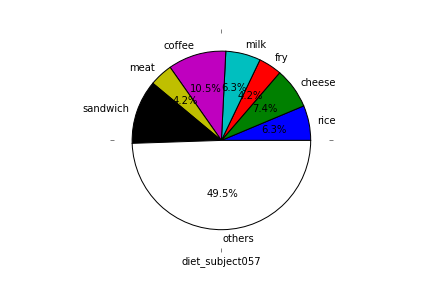 coffee
milk
fry
meat
cheese
10.5%
6.3%
4.2%
4.2%
7.4%
sandwich
rice
6.3%
49.5%
others
diet_subject057